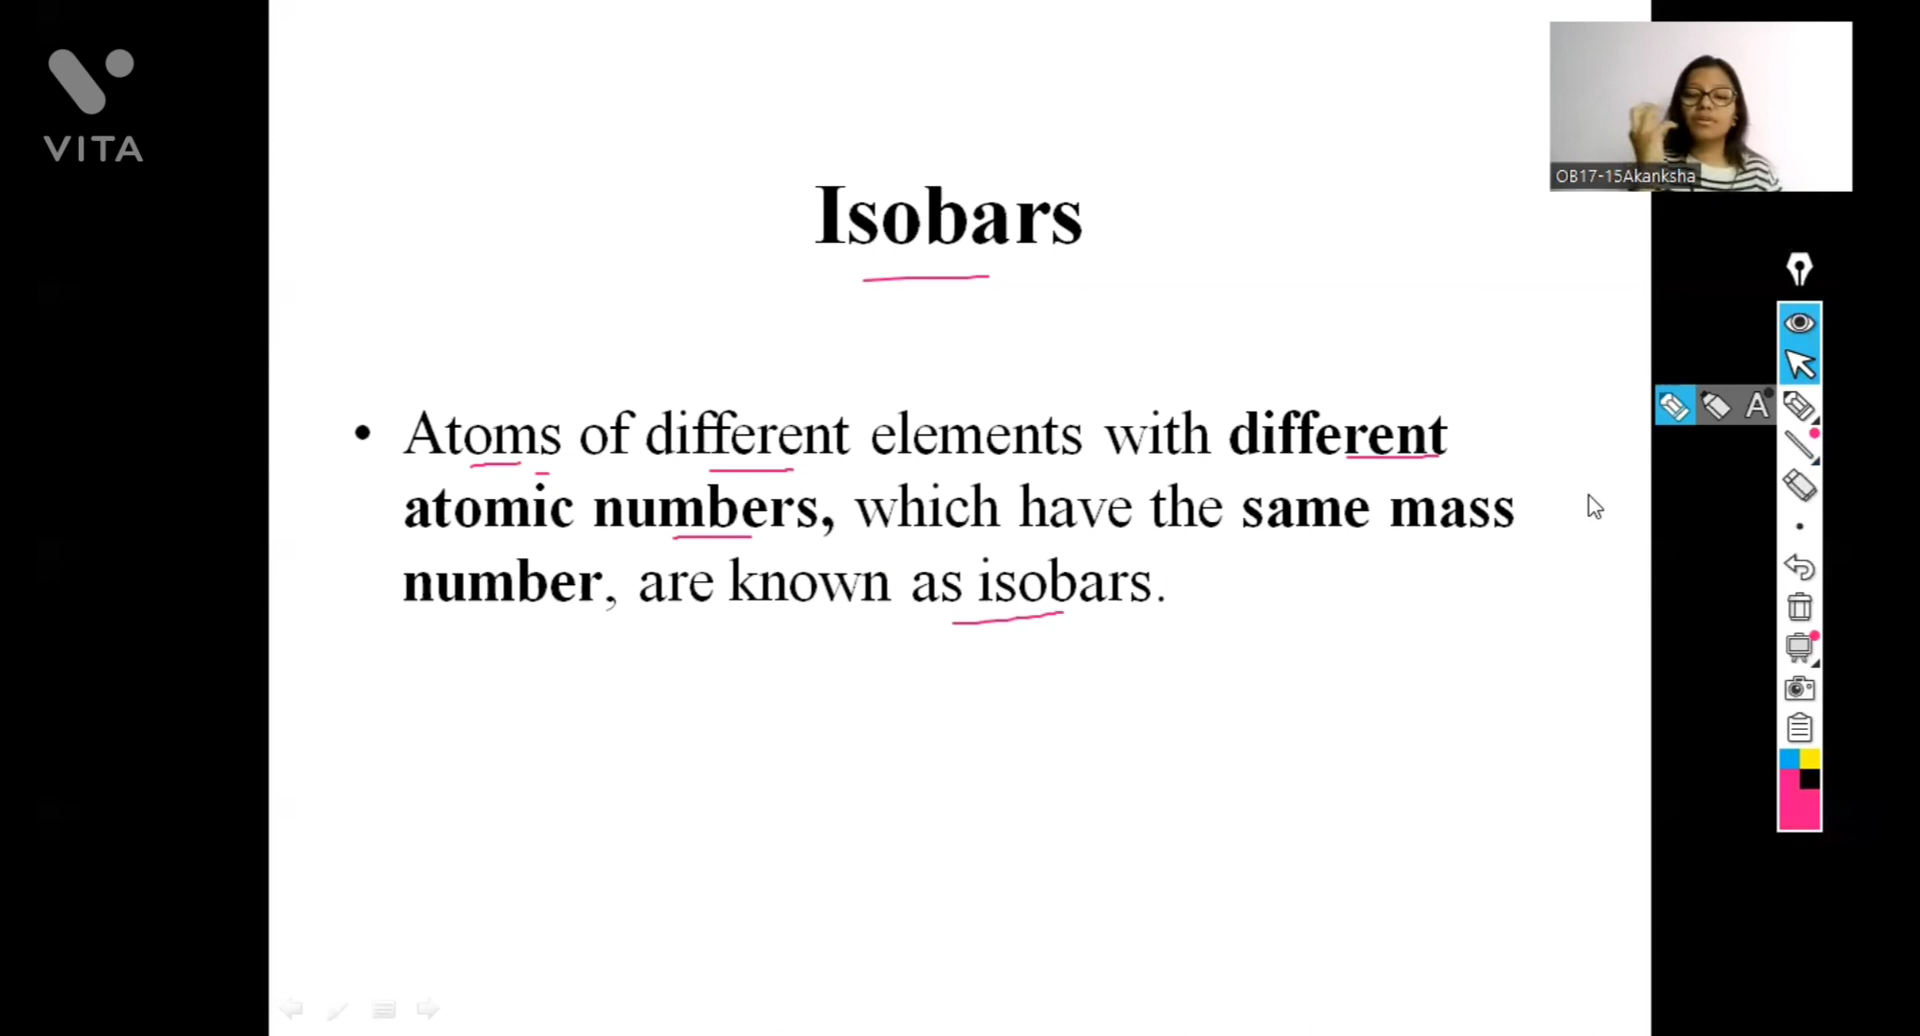 VITA
OB17-15Akanksha
Isobars
• Atoms of different elements with different
atomic numbers, which have the same mass
number, are known as isobars.
A